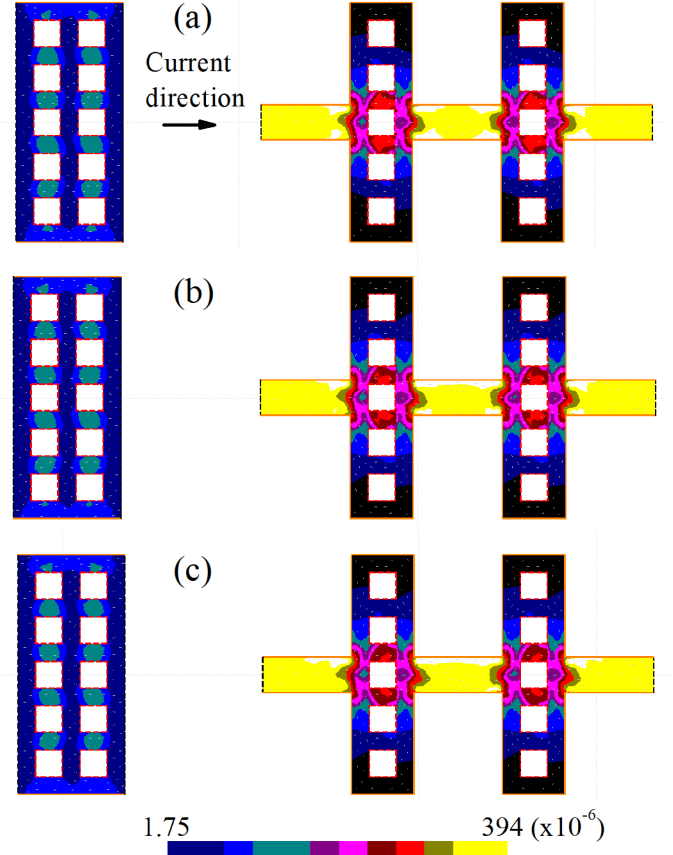 (a)
Current
direction
(b)
(c)
1.75 394 (x10⁻⁶)